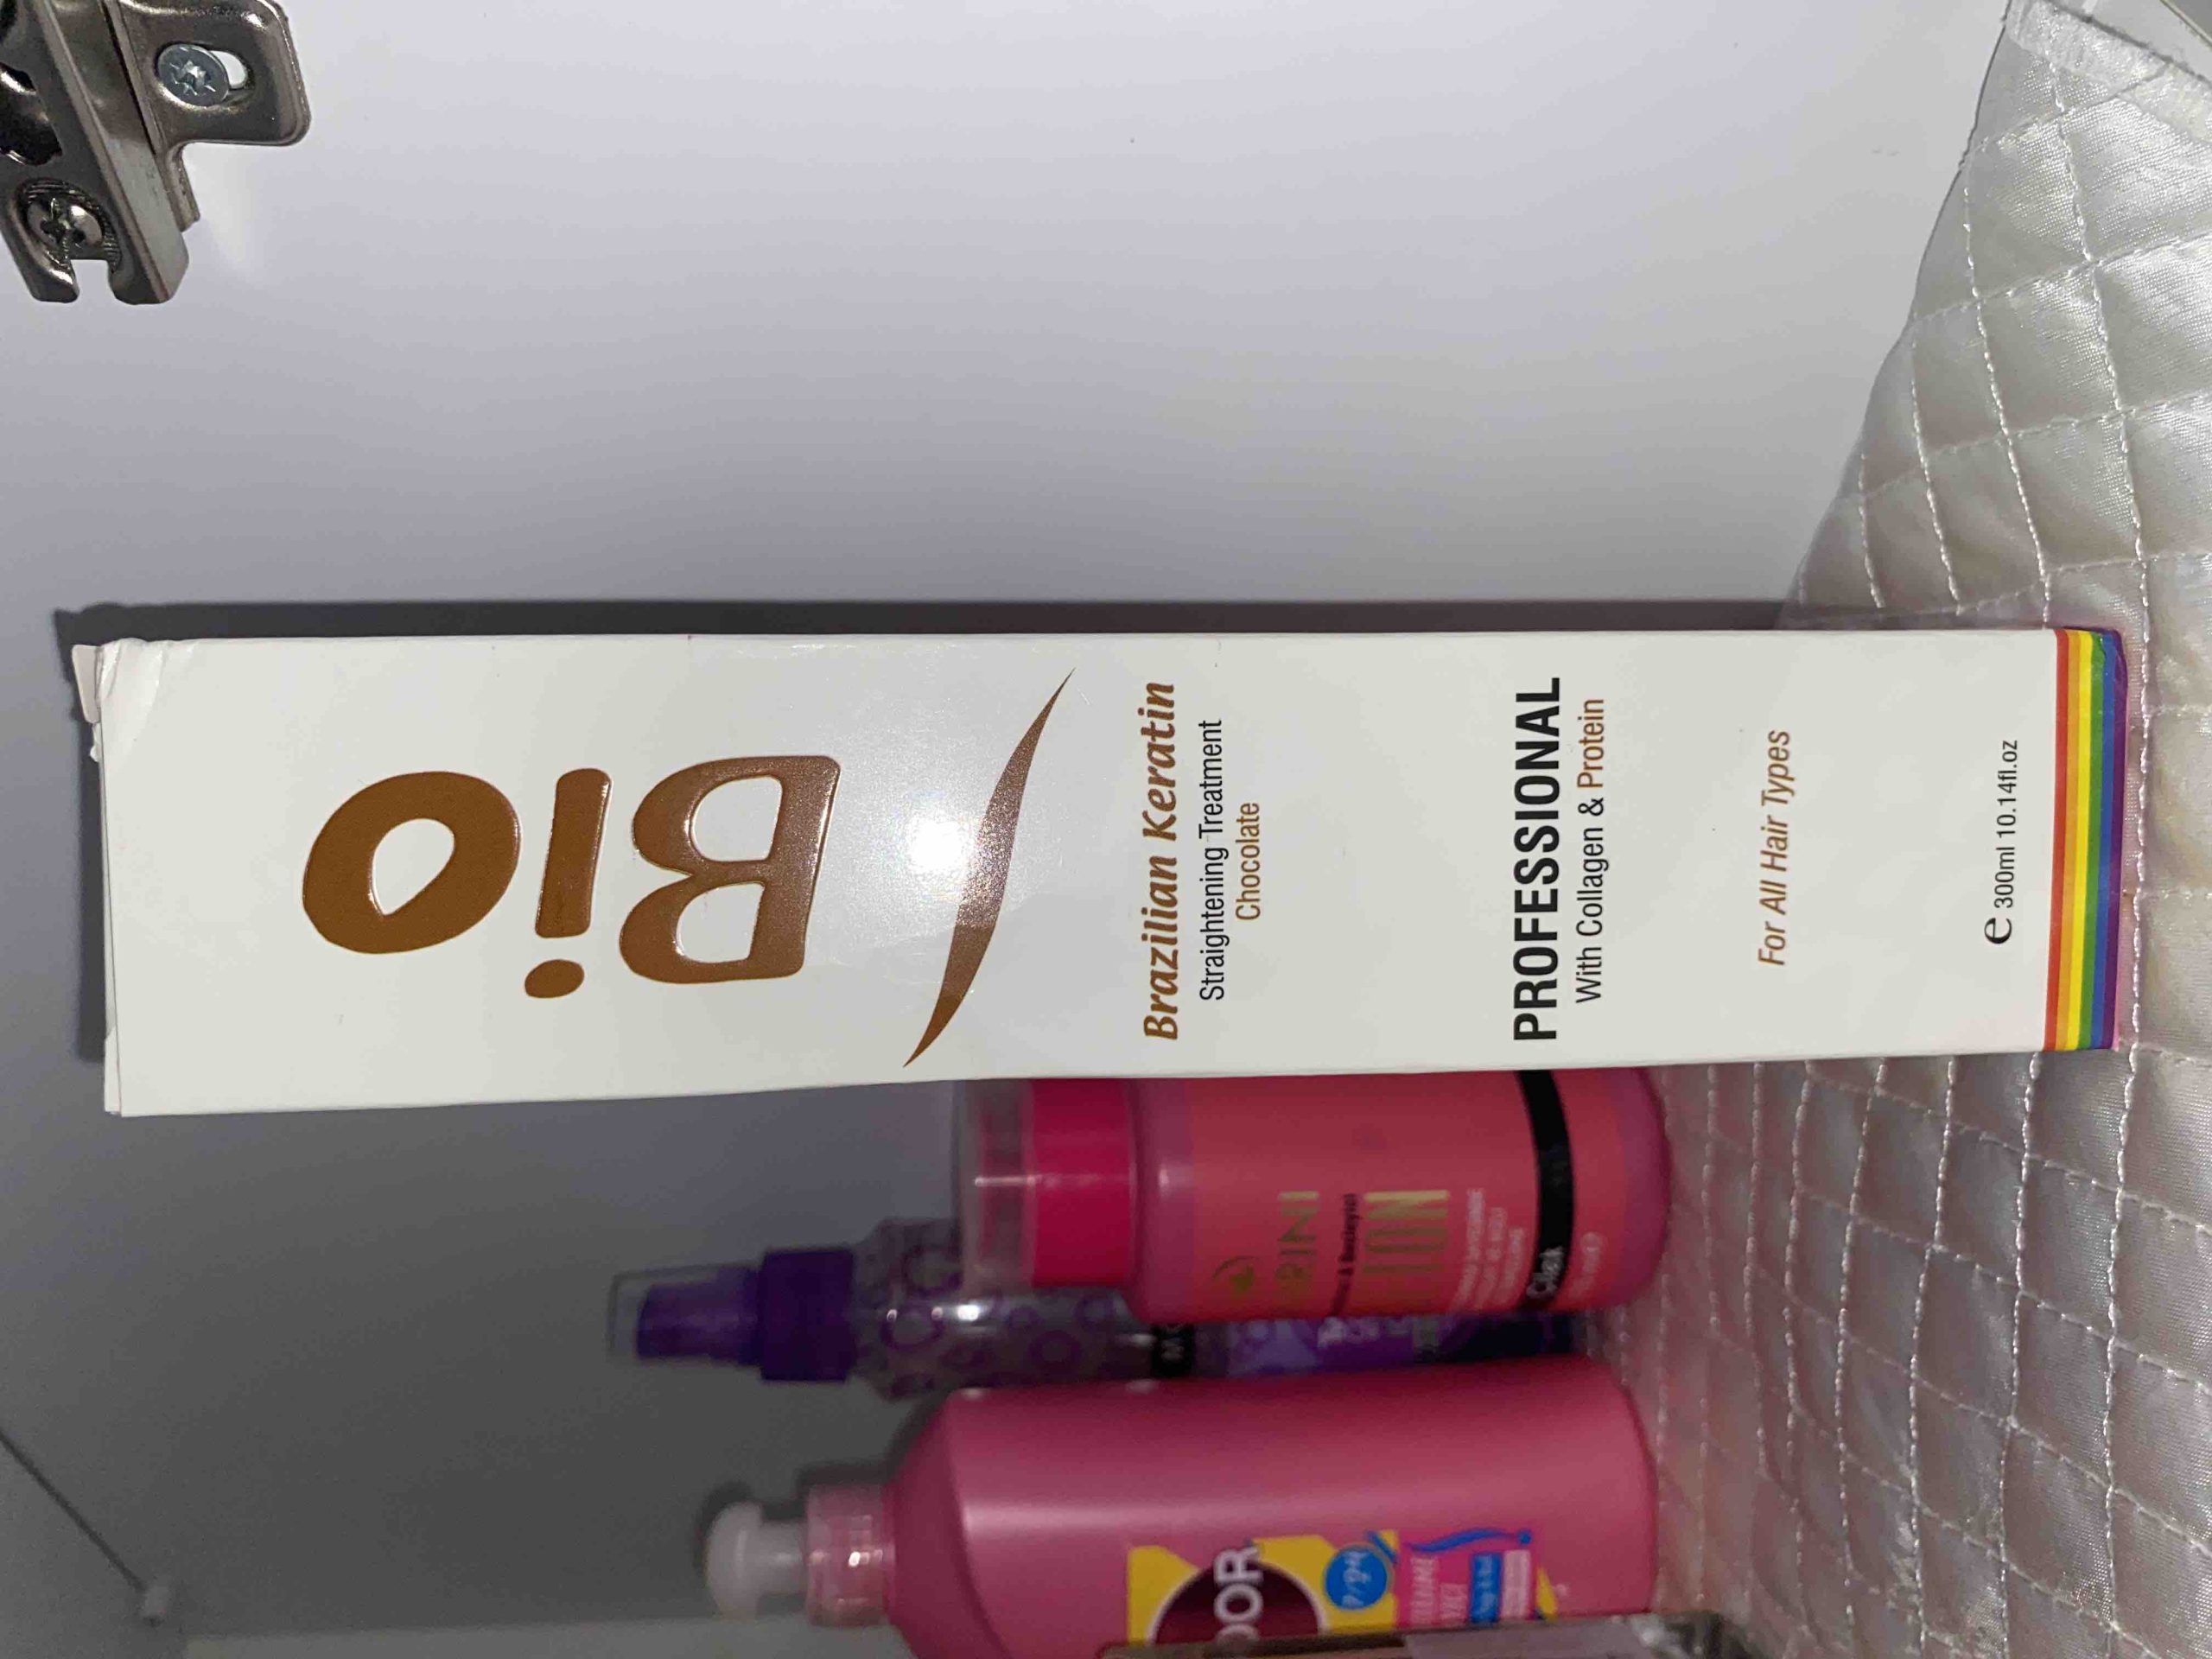 Bio
Brazilian Keratin
Straightening Treatment
Chocolate
PROFESSIONAL
With Collagen & Protein
For All Hair Types
e 300ml 10.14fl.oz